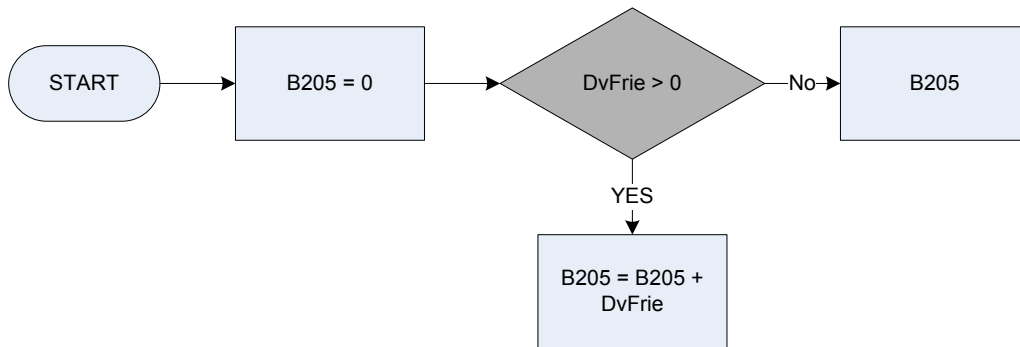 START
B205 = 0
DvFrie > 0
No
B205
YES
B205 = B205 +
DvFrie